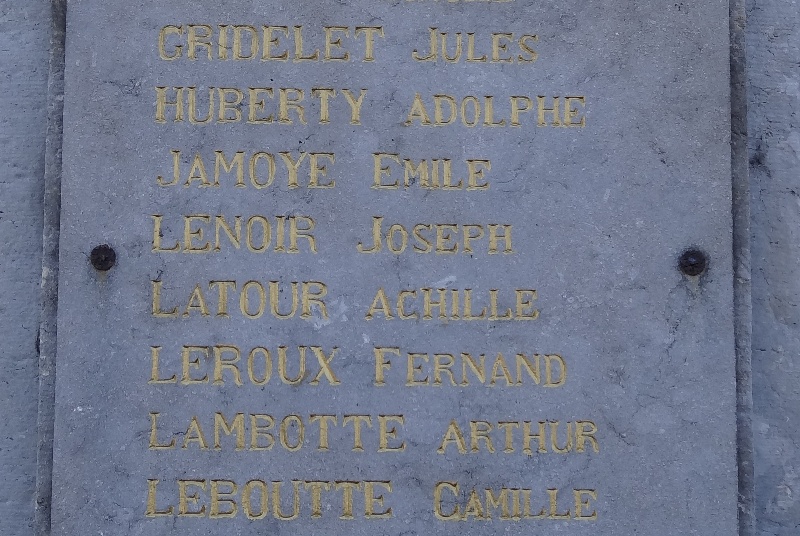 GRIDELET JULES
HUBERTY ADOLPHE
JAMOYE EMILE
LENOIR JOSEPH
LATOUR ACHILLE
LEROUX FERNAND
LAMBOTTE ARTHUR
LEBOUTTE CAMILLE